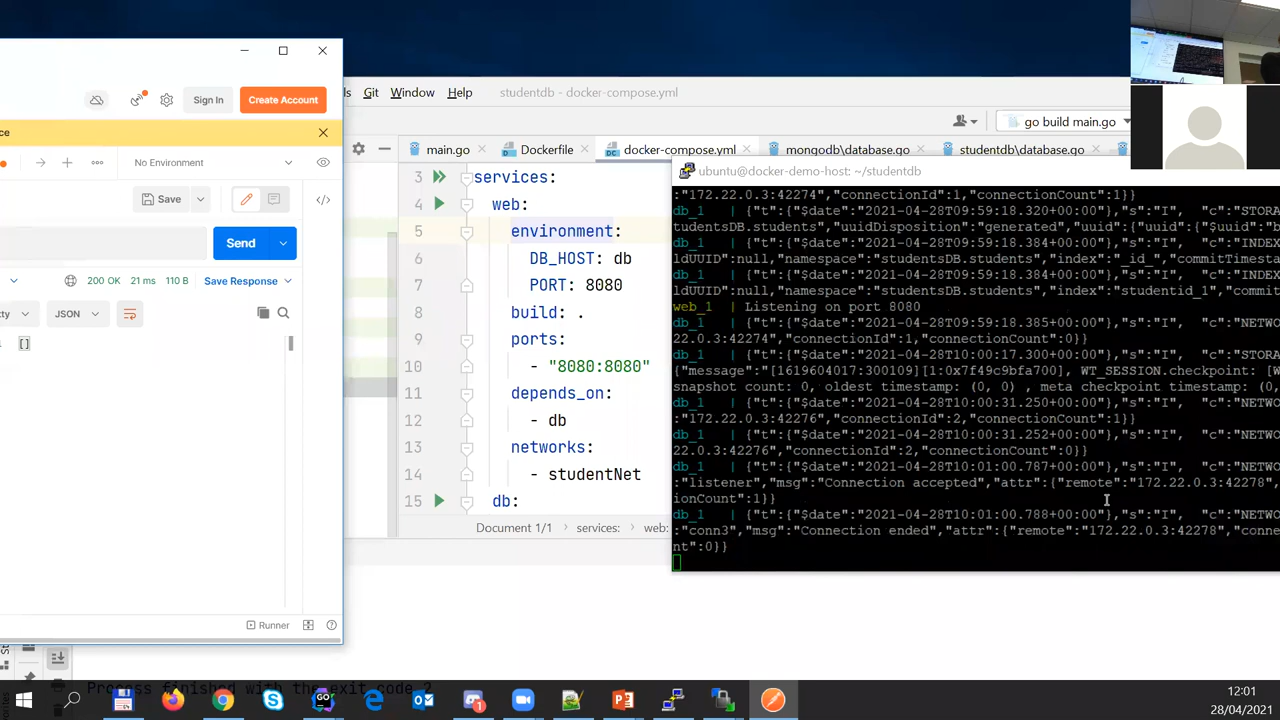 Sign In
Create Account
ce
No Environment
Save
Send
200 OK 21 ms 110 B Save Response
ty
JSON
[]
Runner
ls Git Window Help studentdb - docker-compose.yml
go build main.go
main.go Dockerfile docker-compose.yml mongodb\database.go studentdb\database.go
3 services:
4 web:
5 environment:
6 DB_HOST: db
7 PORT: 8080
8 build: .
9 ports:
10 - "8080:8080"
11 depends_on:
12 - db
13 networks:
14 - studentNet
15 db:
Document 1/1 services: web:
ubuntu@docker-demo-host: ~/studentdb
:"172.22.0.3:42274","connectionId":1,"connectionCount":1}}
db_1 | {"t":{"$date":"2021-04-28T09:59:18.320+00:00"},"s":"I", "c":"STORA
tudentsDB.students","uuidDisposition":"generated","uuid":{"uuid":{"$uuid":"b
db_1 | {"t":{"$date":"2021-04-28T09:59:18.384+00:00"},"s":"I", "c":"INDEX
ldUUID":null,"namespace":"studentsDB.students","index":"_id_","commitTimesta
db_1 | {"t":{"$date":"2021-04-28T09:59:18.384+00:00"},"s":"I", "c":"INDEX
ldUUID":null,"namespace":"studentsDB.students","index":"studentid_1","commit
web_1 | Listening on port 8080
db_1 | {"t":{"$date":"2021-04-28T09:59:18.385+00:00"},"s":"I", "c":"NETWO
22.0.3:42274","connectionId":1,"connectionCount":0}}
db_1 | {"t":{"$date":"2021-04-28T10:00:17.300+00:00"},"s":"I", "c":"STORA
{"message":"[1619604017:300109][1:0x7f49c9bfa700], WT_SESSION.checkpoint: [W
snapshot count: 0, oldest timestamp: (0, 0) , meta checkpoint timestamp: (0,
db_1 | {"t":{"$date":"2021-04-28T10:00:31.250+00:00"},"s":"I", "c":"NETWO
:"172.22.0.3:42276","connectionId":2,"connectionCount":1}}
db_1 | {"t":{"$date":"2021-04-28T10:00:31.252+00:00"},"s":"I", "c":"NETWO
22.0.3:42276","connectionId":2,"connectionCount":0}}
db_1 | {"t":{"$date":"2021-04-28T10:01:00.787+00:00"},"s":"I", "c":"NETWO
:"listener","msg":"Connection accepted","attr":{"remote":"172.22.0.3:42278",
ionCount":1}}
db_1 | {"t":{"$date":"2021-04-28T10:01:00.788+00:00"},"s":"I", "c":"NETWO
:"conn3","msg":"Connection ended","attr":{"remote":"172.22.0.3:42278","conne
nt":0}}
Process finished with the exit code 2
12:01
28/04/2021